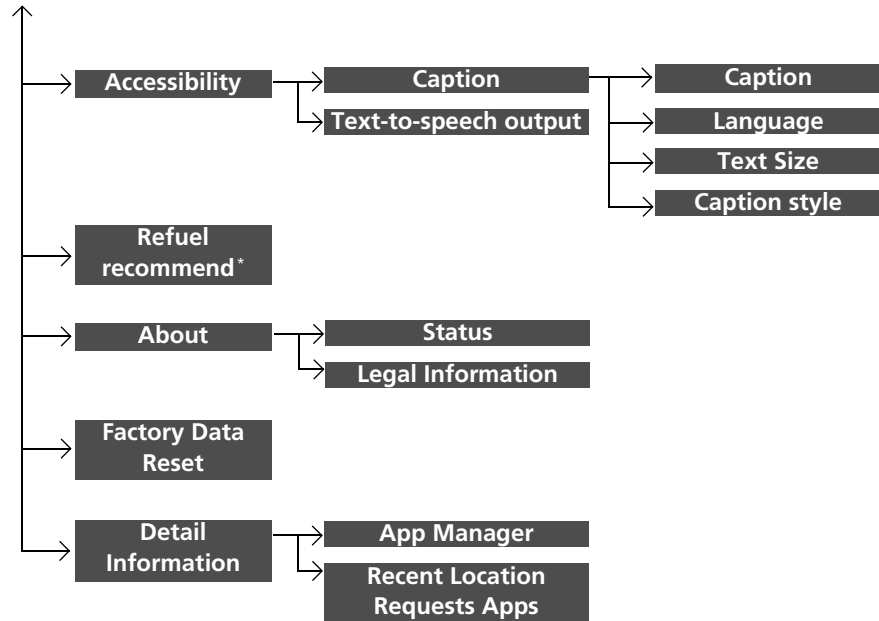 Accessibility
Caption
Caption
Text-to-speech output
Language
Text Size
Caption style
Refuel
recommend*
About
Status
Legal Information
Factory Data
Reset
Detail
Information
App Manager
Recent Location
Requests Apps